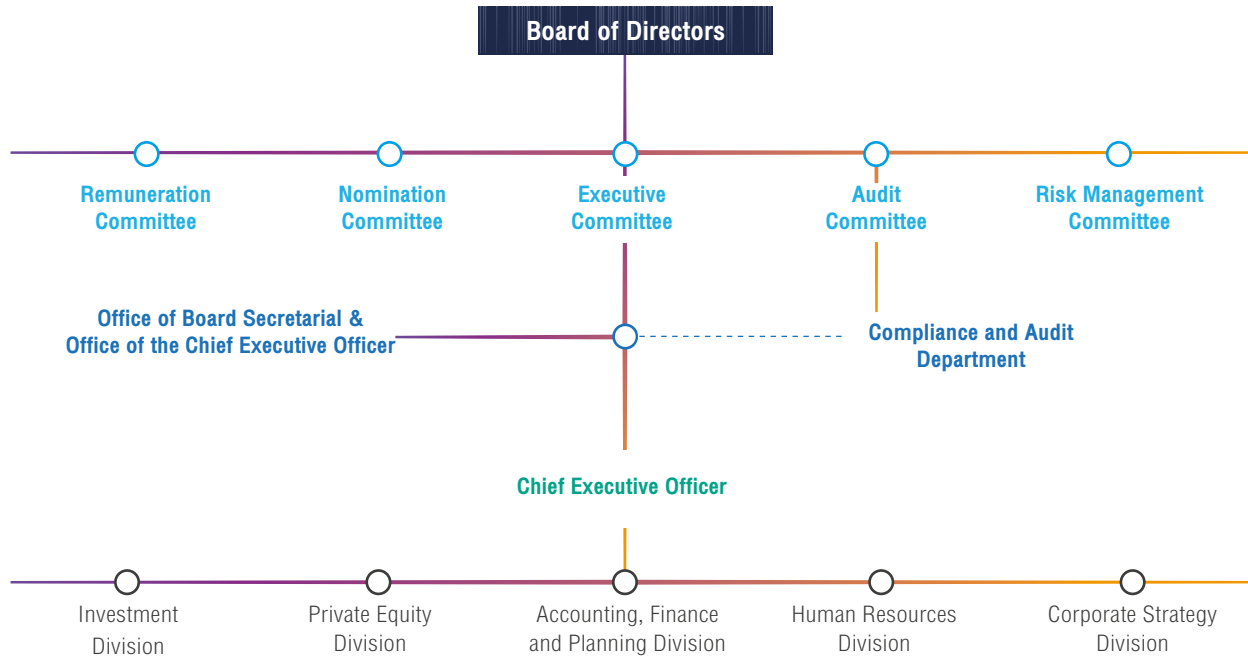 Board of Directors
Remuneration
Committee
Nomination
Committee
Executive
Committee
Audit
Committee
Risk Management
Committee
Office of Board Secretarial &
Office of the Chief Executive Officer
Compliance and Audit
Department
Chief Executive Officer
Investment
Division
Private Equity
Division
Accounting, Finance
and Planning Division
Human Resources
Division
Corporate Strategy
Division